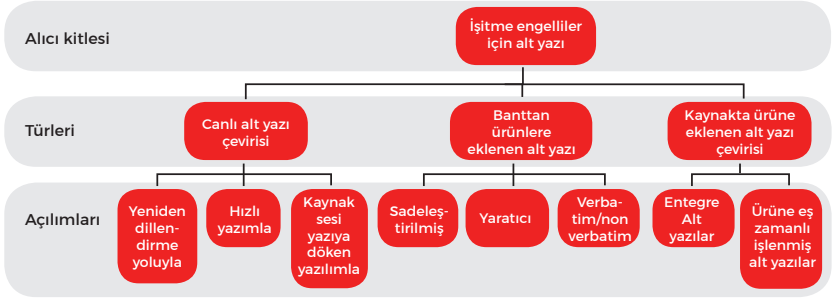 Alıcı kitlesi
İşitme engelliler
için alt yazı
Türleri
Canlı alt yazı
çevirisi
Banttan
ürünlere
eklenen alt yazı
Kaynakta ürüne
eklenen alt yazı
çevirisi
Açılımları
Yeniden
dillen-
dirme
yoluyla
Hızlı
yazımla
Kaynak
sesi
yazıya
döken
yazılımla
Sadeleş-
tirilmiş
Yaratıcı
Verba-
tim/non
verbatim
Entegre
Alt
yazılar
Ürüne eş
zamanlı
işlenmiş
alt yazılar